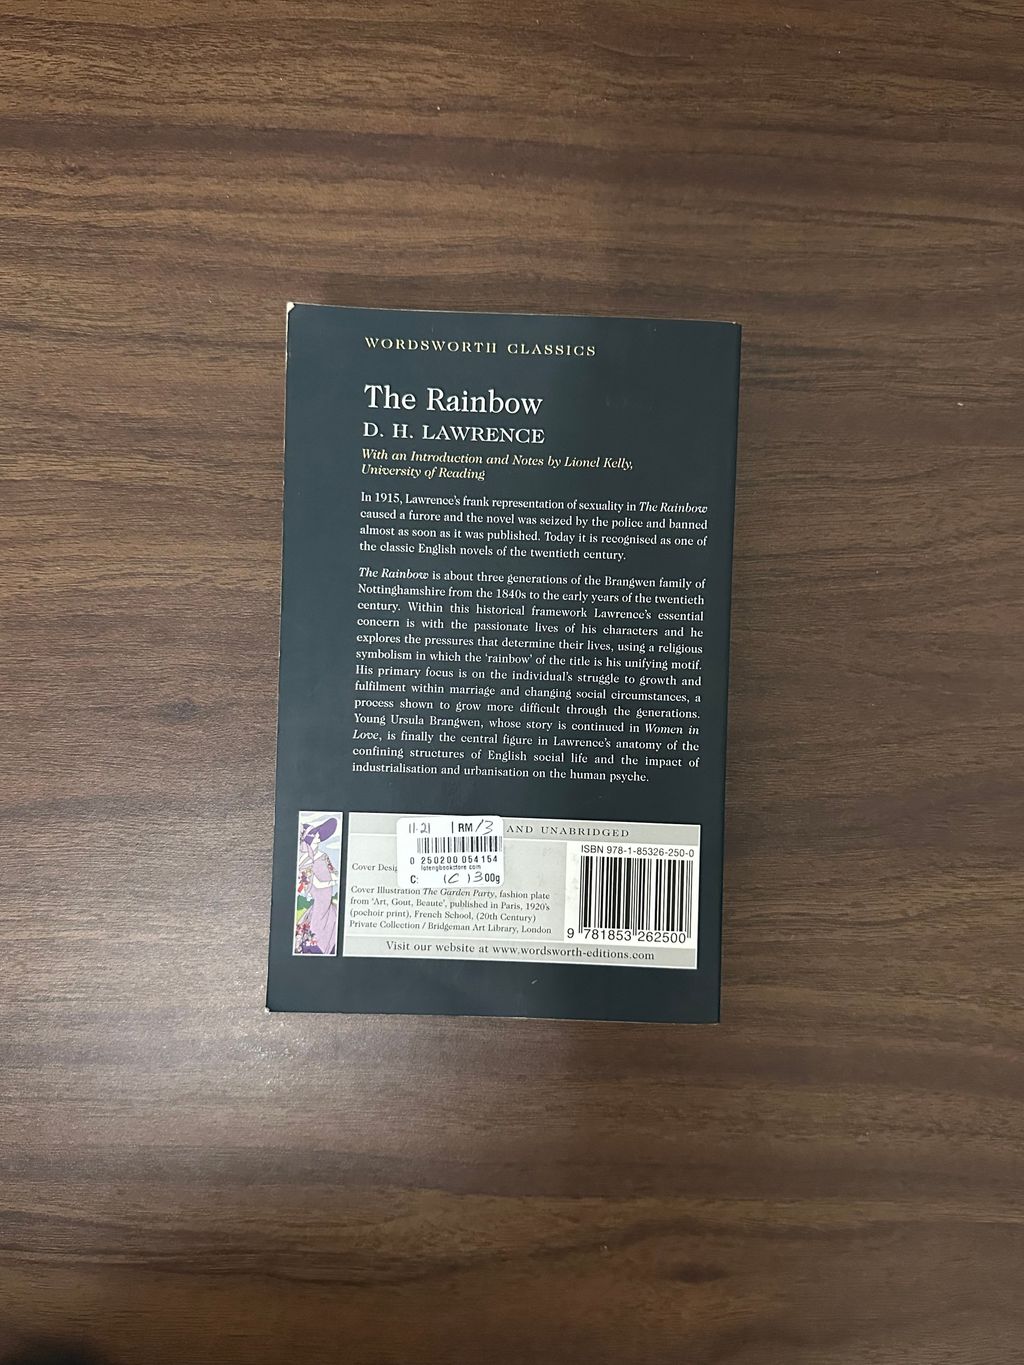 WORDSWORTH CLASSICS
The Rainbow
D. H. LAWRENCE
With an Introduction and Notes by Lionel Kelly,
University of Reading
In 1915, Lawrence's frank representation of sexuality in The Rainbow
caused a furore and the novel was seized by the police and banned
almost as soon as it was published. Today it is recognised as one of
the classic English novels of the twentieth century.
The Rainbow is about three generations of the Brangwen family of
Nottinghamshire from the 1840s to the early years of the twentieth
century. Within this historical framework Lawrence's essential
concern is with the passionate lives of his characters and he
explores the pressures that determine their lives, using a religious
symbolism in which the 'rainbow' of the title is his unifying motif.
His primary focus is on the individual's struggle to growth and
fulfilment within marriage and changing social circumstances, a
process shown to grow more difficult through the generations.
Young Ursula Brangwen, whose story is continued in Women in
Love, is finally the central figure in Lawrence's anatomy of the
confining structures of English social life and the impact of
industrialisation and urbanisation on the human psyche.
AND UNABRIDGED
11-21 RM 13
0 250200 054154
C: 300g
Cover Desig
Cover Illustration The Garden Party, fashion plate
from 'Art, Gout, Beaute', published in Paris, 1920's
(pochoir print), French School, (20th Century)
Private Collection / Bridgeman Art Library, London
ISBN 978-1-85326-250-0
9 781853 262500
Visit our website at www.wordsworth-editions.com